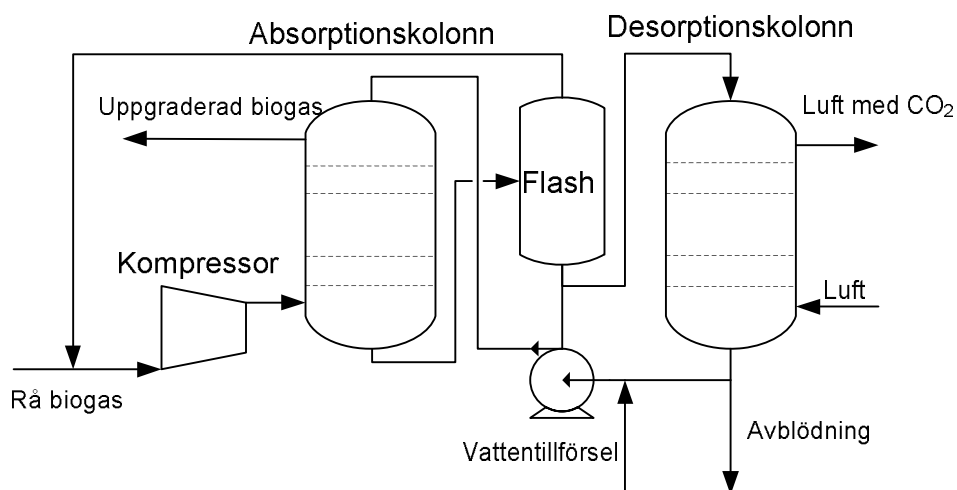 Absorptionskolonn
Desorptionskolonn
Uppgraderad biogas
Luft med CO₂
Flash
Kompressor
Luft
Rå biogas
Vattentillförsel
Avblödning